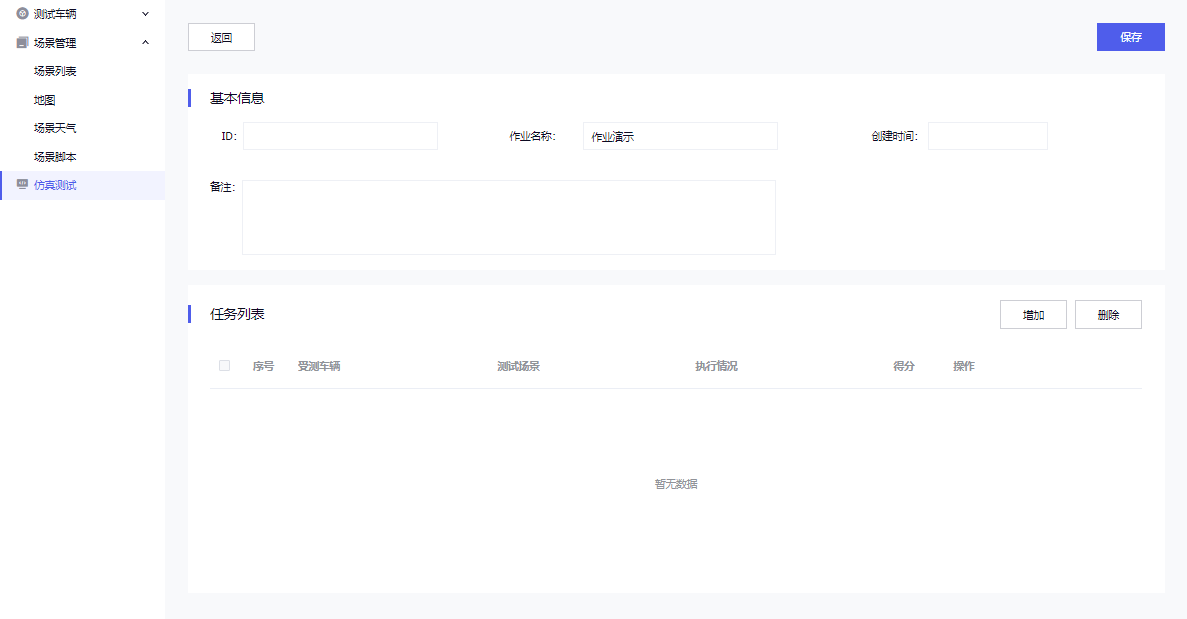 测试车辆
场景管理
场景列表
地图
场景天气
场景脚本
仿真测试
返回
保存
基本信息
ID:
作业名称:
作业演示
创建时间:
备注:
任务列表
增加
删除
序号
受测车辆
测试场景
执行情况
得分
操作
暂无数据